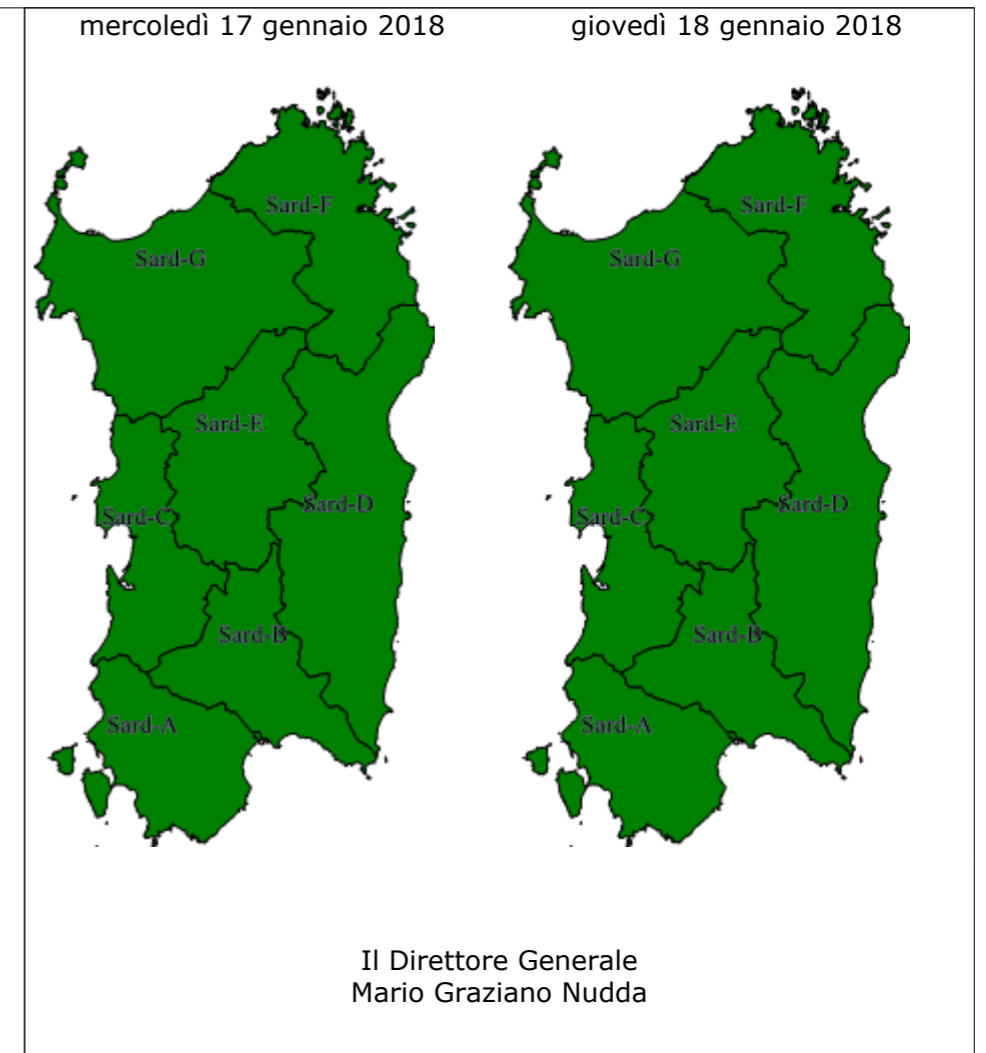 mercoledì 17 gennaio 2018
giovedì 18 gennaio 2018
Sard-F
Sard-G
Sard-E
Sard-D
Sard-C
Sard-B
Sard-A
Sard-F
Sard-G
Sard-E
Sard-D
Sard-C
Sard-B
Sard-A
Il Direttore Generale
Mario Graziano Nudda